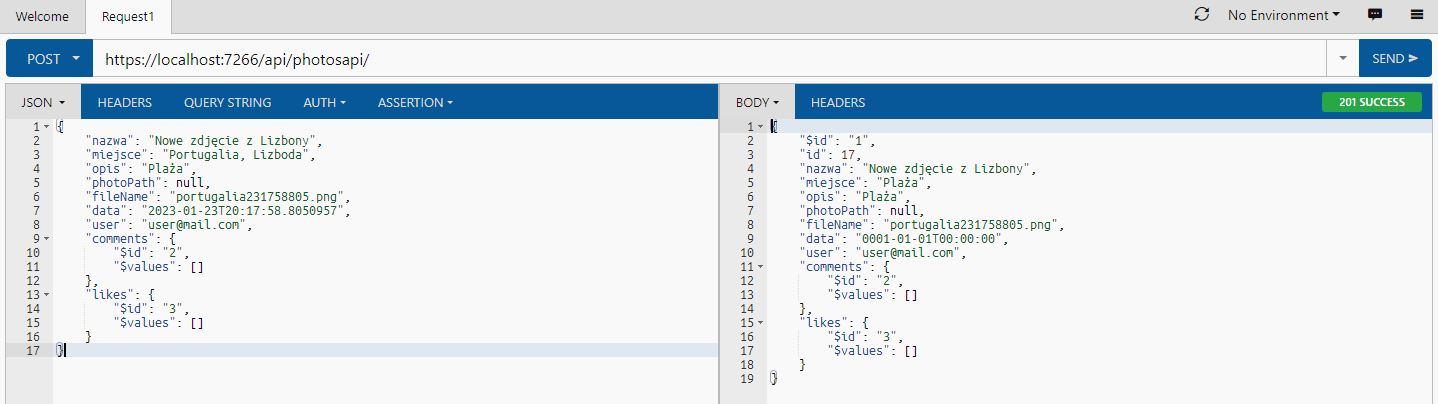 Welcome Request1 No Environment
POST https://localhost:7266/api/photosapi/ SEND
JSON HEADERS QUERY STRING AUTH ASSERTION
1 {
2 "nazwa": "Nowe zdjęcie z Lizbony",
3 "miejsce": "Portugalia, Lizboda",
4 "opis": "Plaża",
5 "photoPath": null,
6 "fileName": "portugalia231758805.png",
7 "data": "2023-01-23T20:17:58.8050957",
8 "user": "user@mail.com",
9 "comments": {
10 "$id": "2",
11 "$values": []
12 },
13 "likes": {
14 "$id": "3",
15 "$values": []
16 }
17 }
BODY HEADERS 201 SUCCESS
1 {
2 "$id": "1",
3 "id": 17,
4 "nazwa": "Nowe zdjęcie z Lizbony",
5 "miejsce": "Plaża",
6 "opis": "Plaża",
7 "photoPath": null,
8 "fileName": "portugalia231758805.png",
9 "data": "0001-01-01T00:00:00",
10 "user": "user@mail.com",
11 "comments": {
12 "$id": "2",
13 "$values": []
14 },
15 "likes": {
16 "$id": "3",
17 "$values": []
18 }
19 }